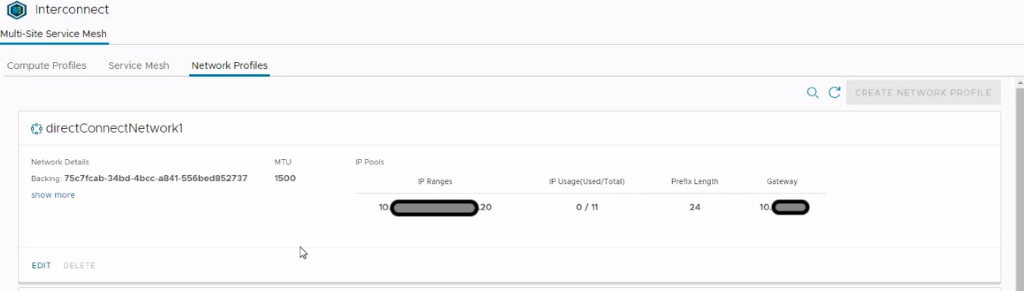 Interconnect
Multi-Site Service Mesh
Compute Profiles Service Mesh Network Profiles
CREATE NETWORK PROFILE
directConnectNetwork1
Network Details MTU IP Pools
Backing: 75c7fcab-34bd-4bcc-a841-556bed852737 1500 IP Ranges IP Usage(Used/Total) Prefix Length Gateway
show more
10. .20 0 / 11 24 10.
EDIT DELETE